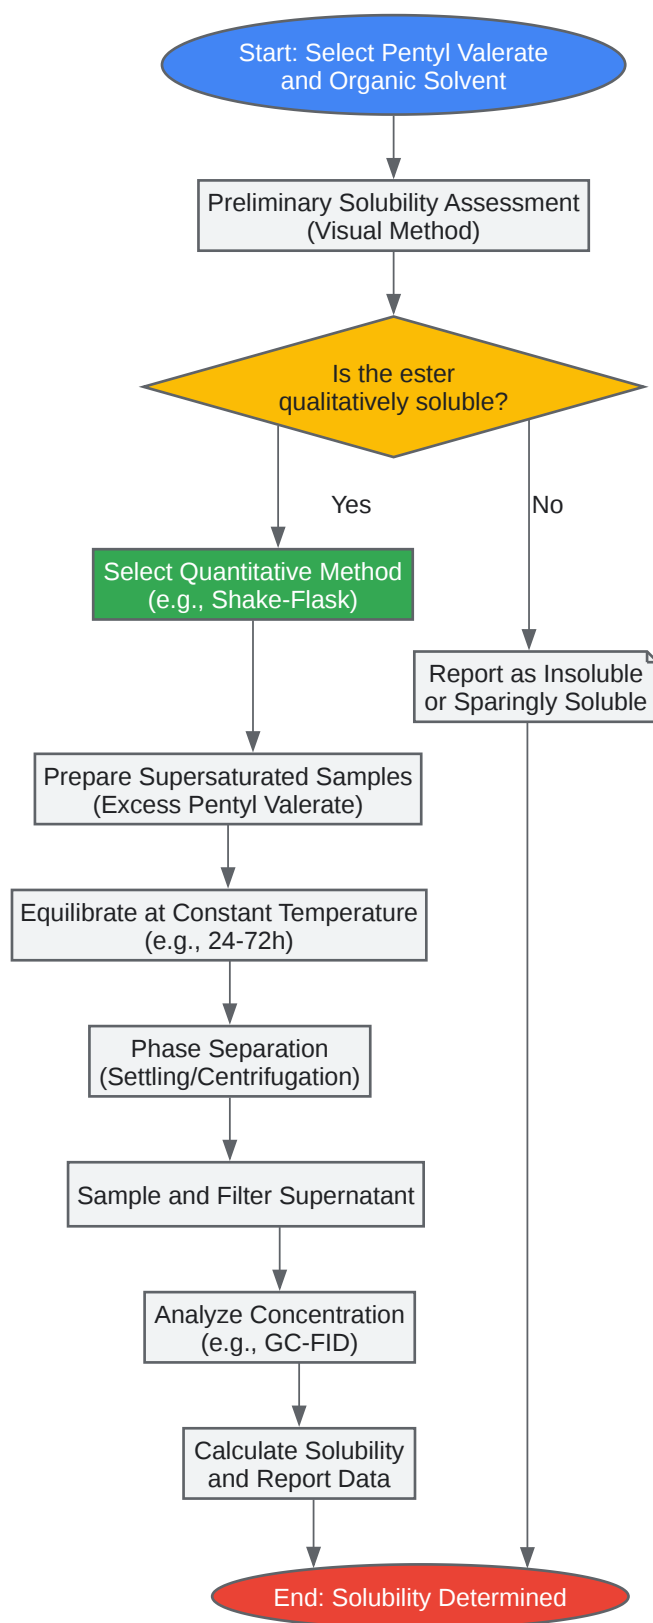 Start: Select Pentyl Valerate
and Organic Solvent
Preliminary Solubility Assessment
(Visual Method)
Is the ester
qualitatively soluble?
Yes
No
Select Quantitative Method
(e.g., Shake-Flask)
Report as Insoluble
or Sparingly Soluble
Prepare Supersaturated Samples
(Excess Pentyl Valerate)
Equilibrate at Constant Temperature
(e.g., 24-72h)
Phase Separation
(Settling/Centrifugation)
Sample and Filter Supernatant
Analyze Concentration
(e.g., GC-FID)
Calculate Solubility
and Report Data
End: Solubility Determined